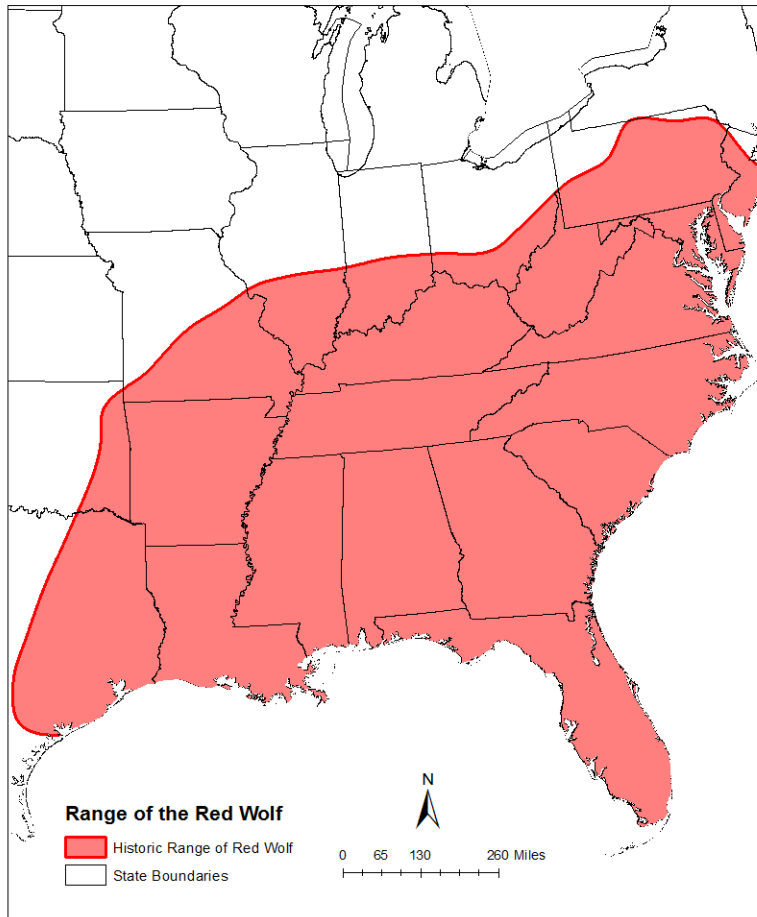 N
Range of the Red Wolf
Historic Range of Red Wolf
State Boundaries
0 65 130 260 Miles